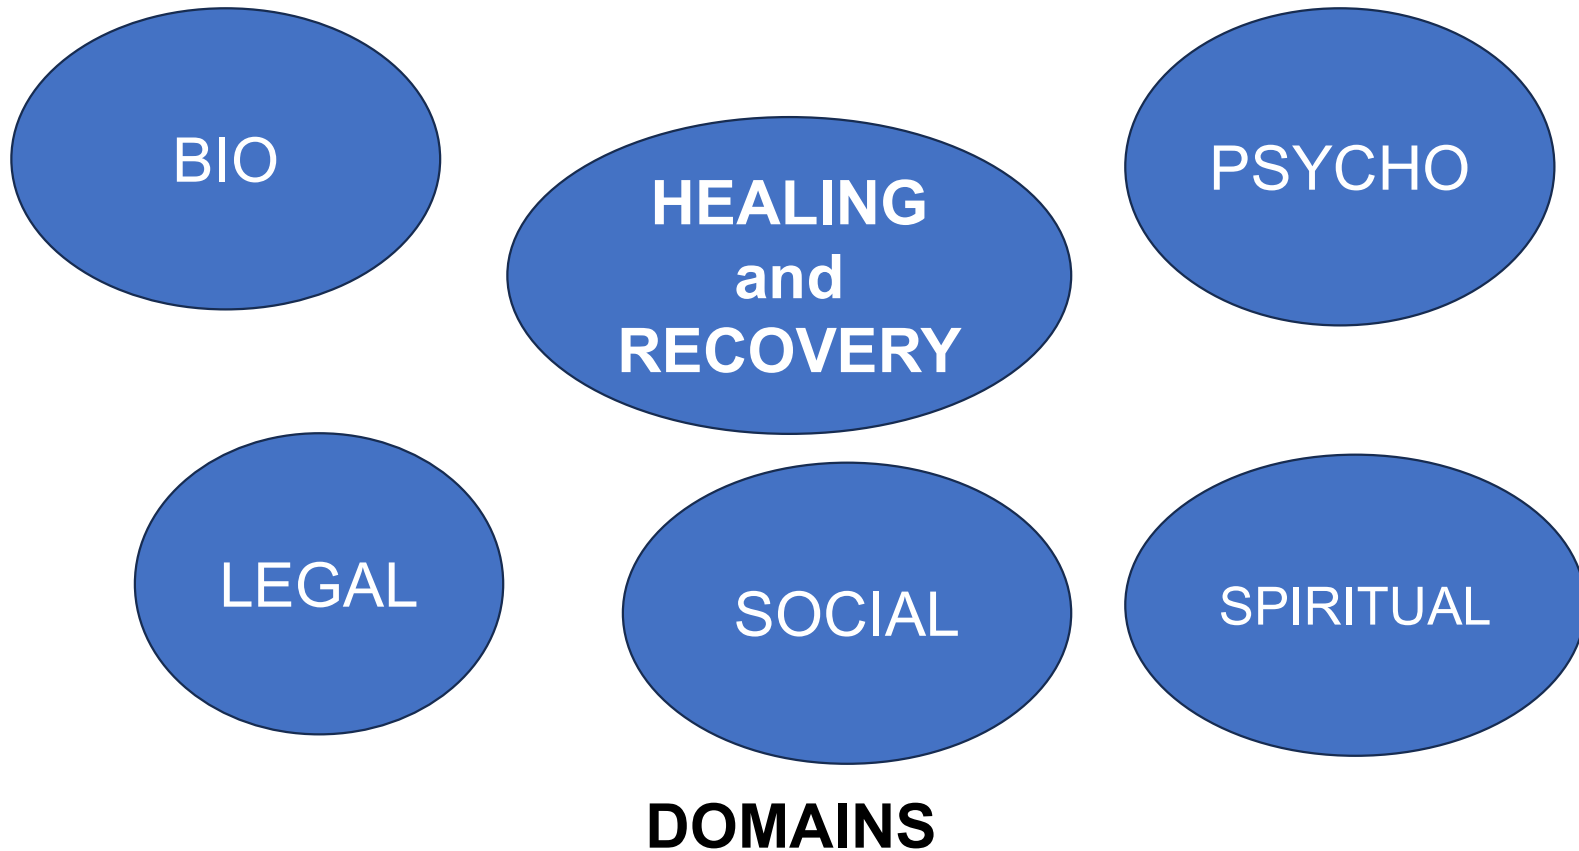 BIO
HEALING
and
RECOVERY
PSYCHO
LEGAL
SOCIAL
SPIRITUAL
DOMAINS